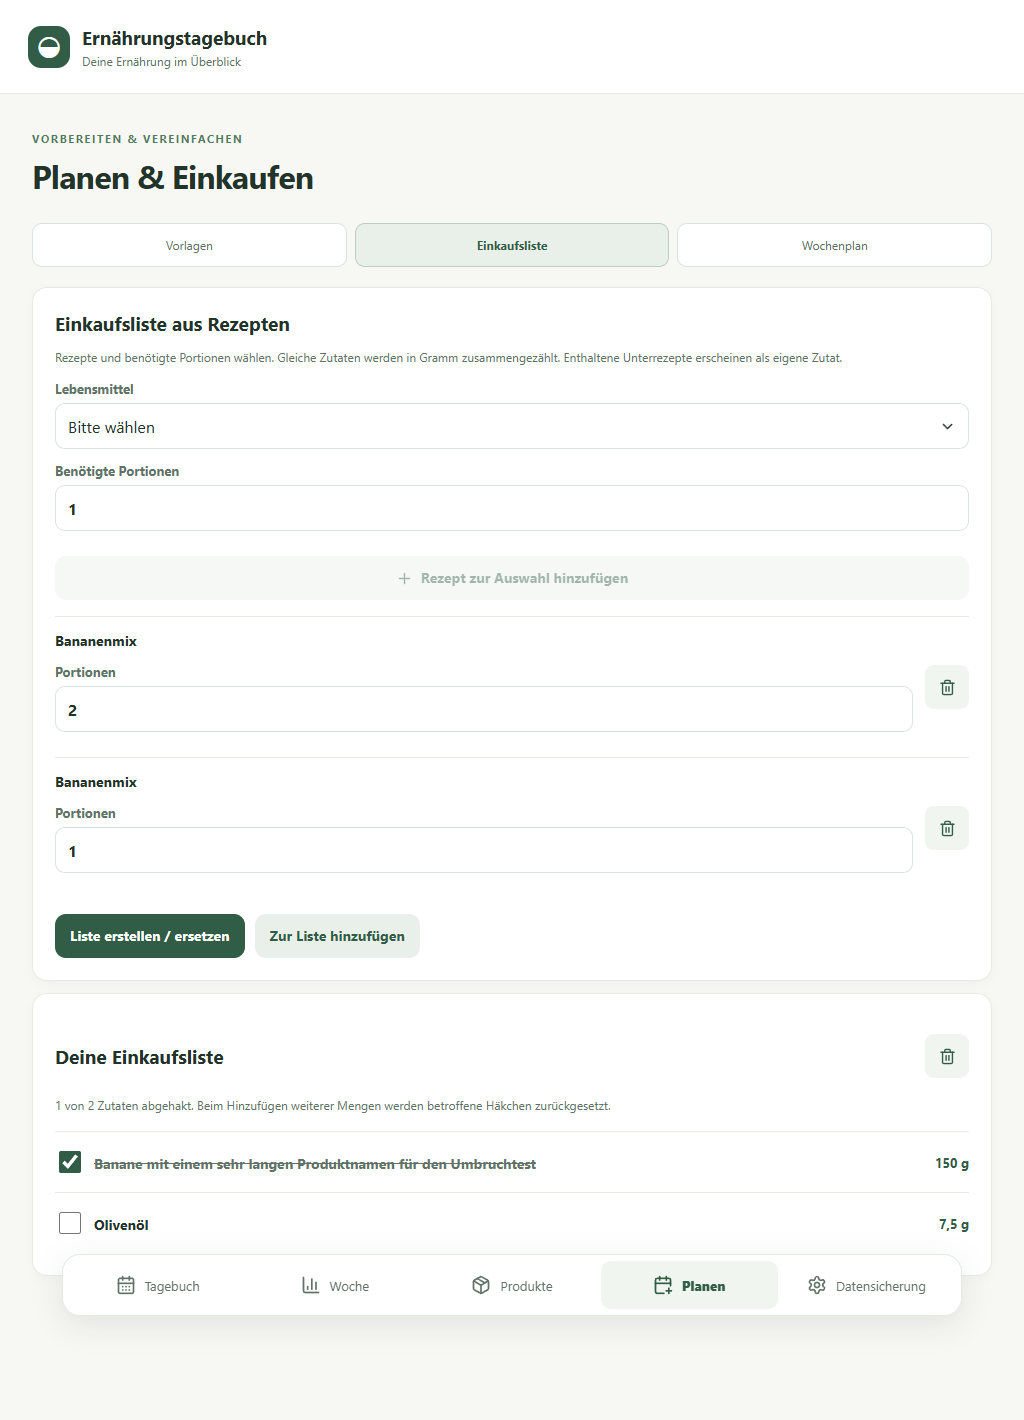 Ernährungstagebuch
Deine Ernährung im Überblick
VORBEREITEN & VEREINFACHEN
Planen & Einkaufen
Vorlagen
Einkaufsliste
Wochenplan
Einkaufsliste aus Rezepten
Rezepte und benötigte Portionen wählen. Gleiche Zutaten werden in Gramm zusammengezählt. Enthaltene Unterrezepte erscheinen als eigene Zutat.
Lebensmittel
Bitte wählen
Benötigte Portionen
1
Rezept zur Auswahl hinzufügen
Bananenmix
Portionen
2
Bananenmix
Portionen
1
Liste erstellen / ersetzen
Zur Liste hinzufügen
Deine Einkaufsliste
1 von 2 Zutaten abgehakt. Beim Hinzufügen weiterer Mengen werden betroffene Häkchen zurückgesetzt.
Banane mit einem sehr langen Produktnamen für den Umbruchtest
150 g
Olivenöl
7,5 g
Tagebuch
Woche
Produkte
Planen
Datensicherung